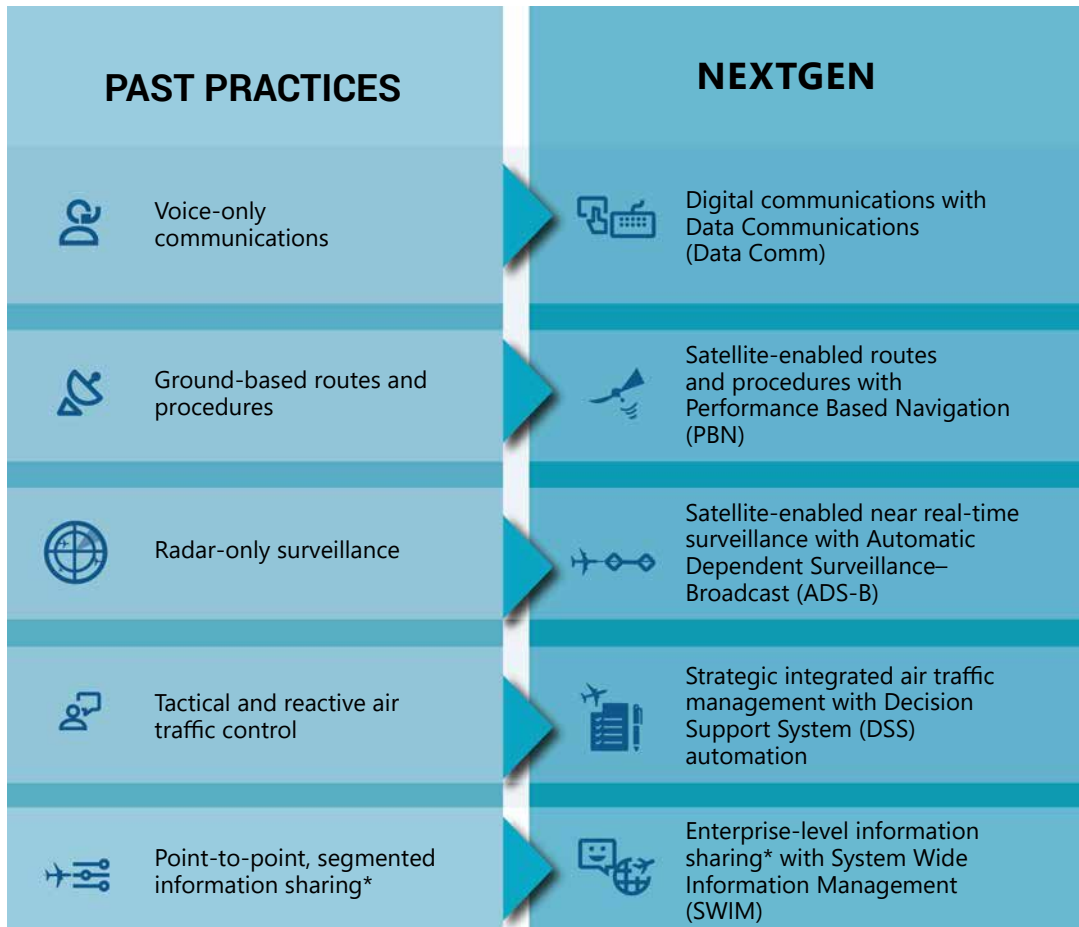 PAST PRACTICES
NEXTGEN
Voice-only
communications
Digital communications with
Data Communications
(Data Comm)
Ground-based routes and
procedures
Satellite-enabled routes
and procedures with
Performance Based Navigation
(PBN)
Radar-only surveillance
Satellite-enabled near real-time
surveillance with Automatic
Dependent Surveillance–
Broadcast (ADS-B)
Tactical and reactive air
traffic control
Strategic integrated air traffic
management with Decision
Support System (DSS)
automation
Point-to-point, segmented
information sharing*
Enterprise-level information
sharing* with System Wide
Information Management
(SWIM)